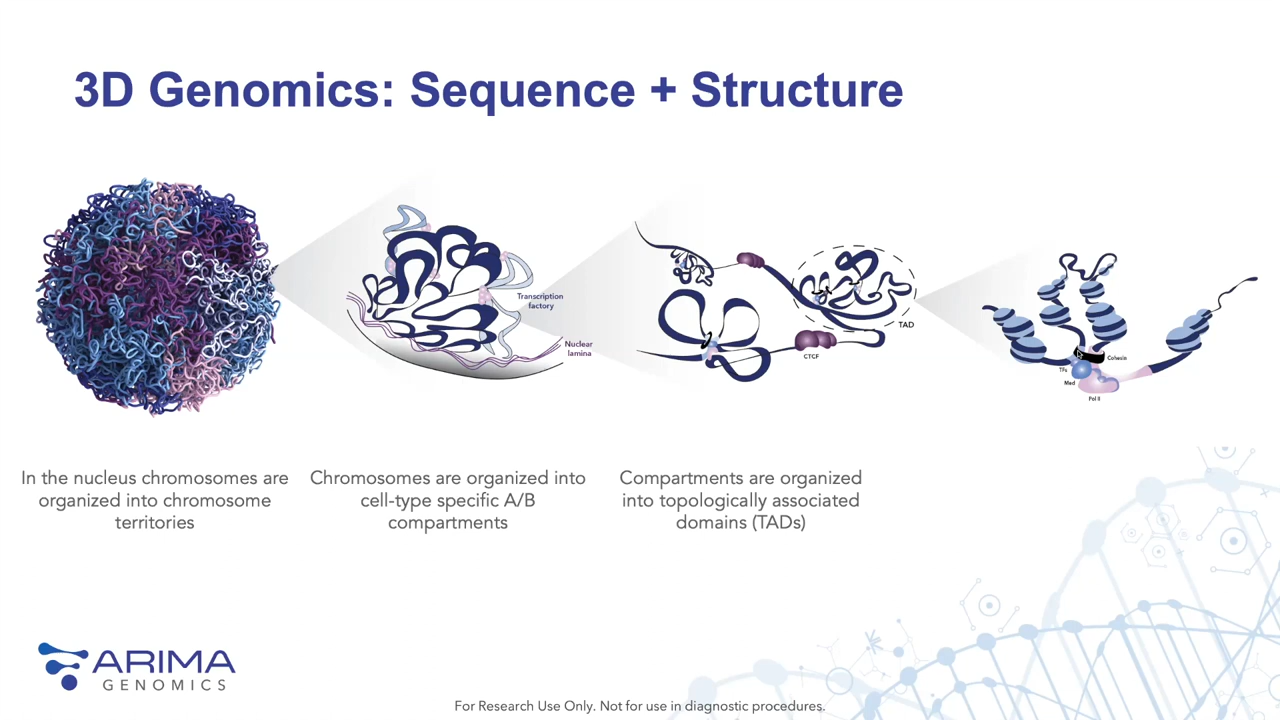 3D Genomics: Sequence + Structure
Transcription
factory
Nuclear
lamina
TAD
CTCF
Cohesin
TFs
Med
Pol II
In the nucleus chromosomes are
organized into chromosome
territories
Chromosomes are organized into
cell-type specific A/B
compartments
Compartments are organized
into topologically associated
domains (TADs)
ARIMA
GENOMICS
For Research Use Only. Not for use in diagnostic procedures.